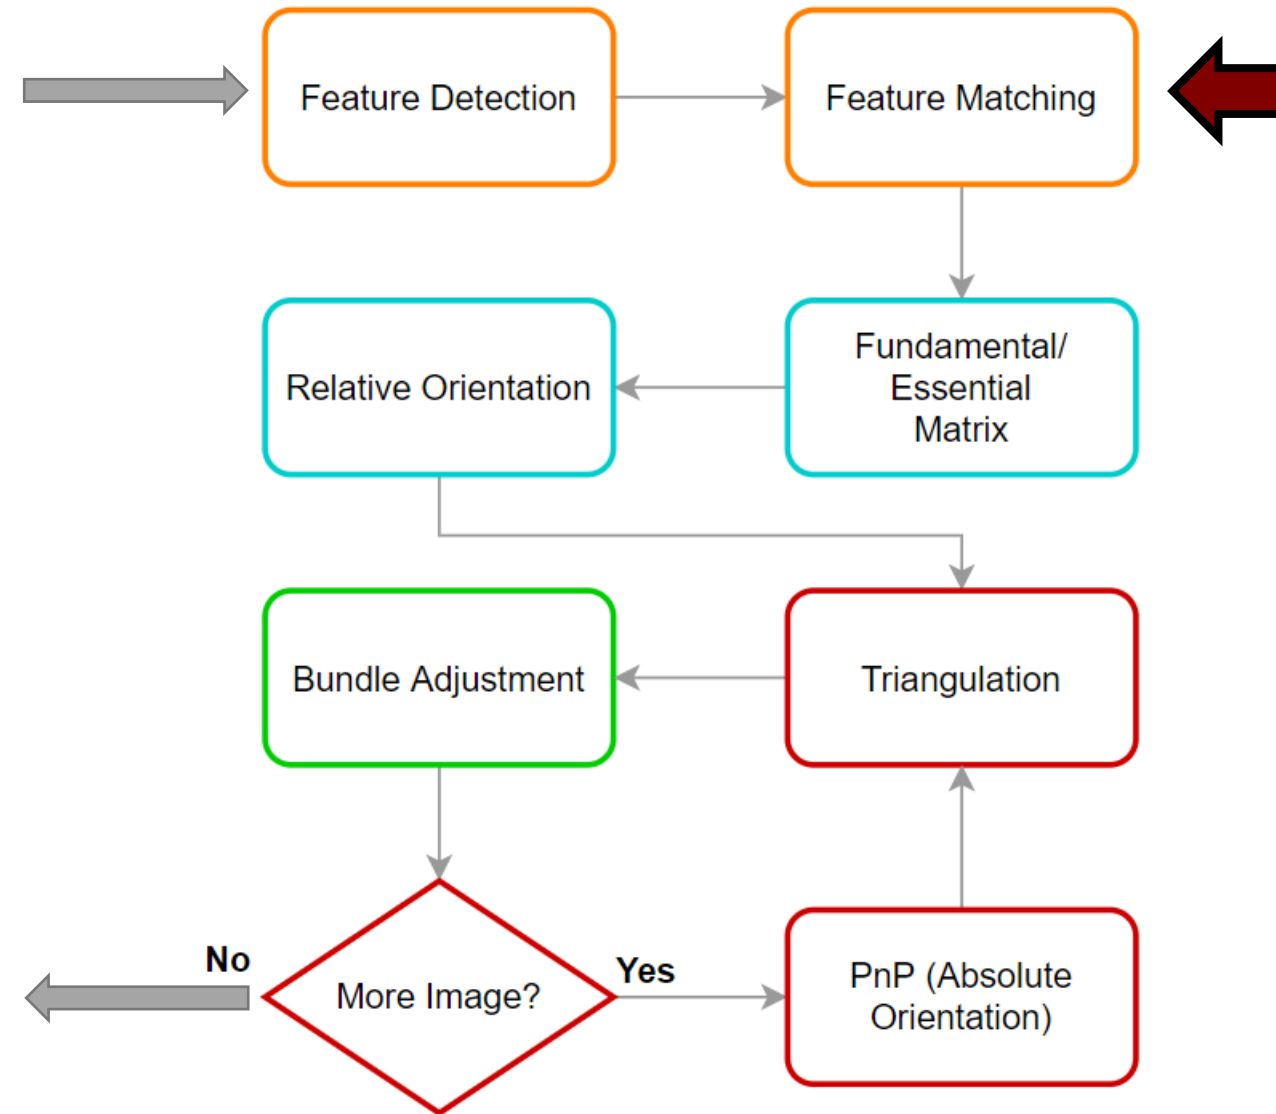 Feature Detection
Feature Matching
Relative Orientation
Fundamental/
Essential
Matrix
Bundle Adjustment
Triangulation
No
More Image?
Yes
PnP (Absolute
Orientation)